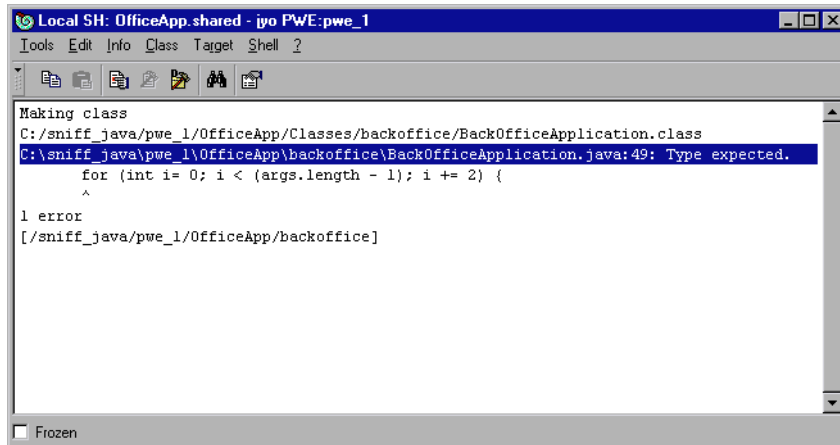 Local SH: OfficeApp.shared - jyo PWE:pwe_1
Tools Edit Info Class Target Shell ?
Making class
C:/sniff_java/pwe_1/OfficeApp/Classes/backoffice/BackOfficeApplication.class
C:\sniff_java\pwe_1\OfficeApp\backoffice\BackOfficeApplication.java:49: Type expected.
for (int i= 0; i < (args.length - 1); i += 2) {
^
1 error
[/sniff_java/pwe_1/OfficeApp/backoffice]
Frozen